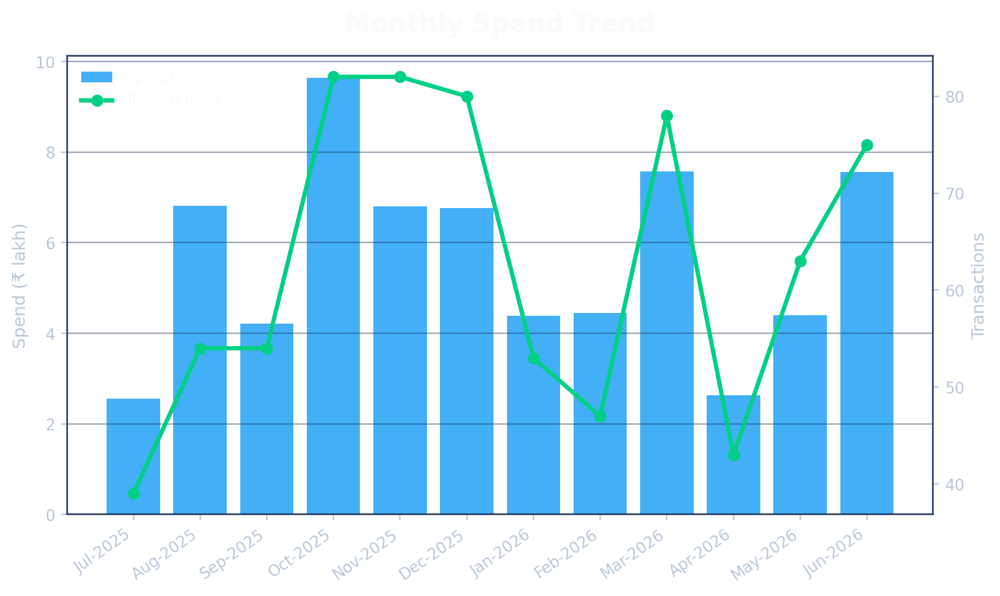 Monthly Spend Trend
Spend
Transactions
10
8
6
4
2
0
Spend (₹ lakh)
80
70
60
50
40
Transactions
Jul-2025
Aug-2025
Sep-2025
Oct-2025
Nov-2025
Dec-2025
Jan-2026
Feb-2026
Mar-2026
Apr-2026
May-2026
Jun-2026